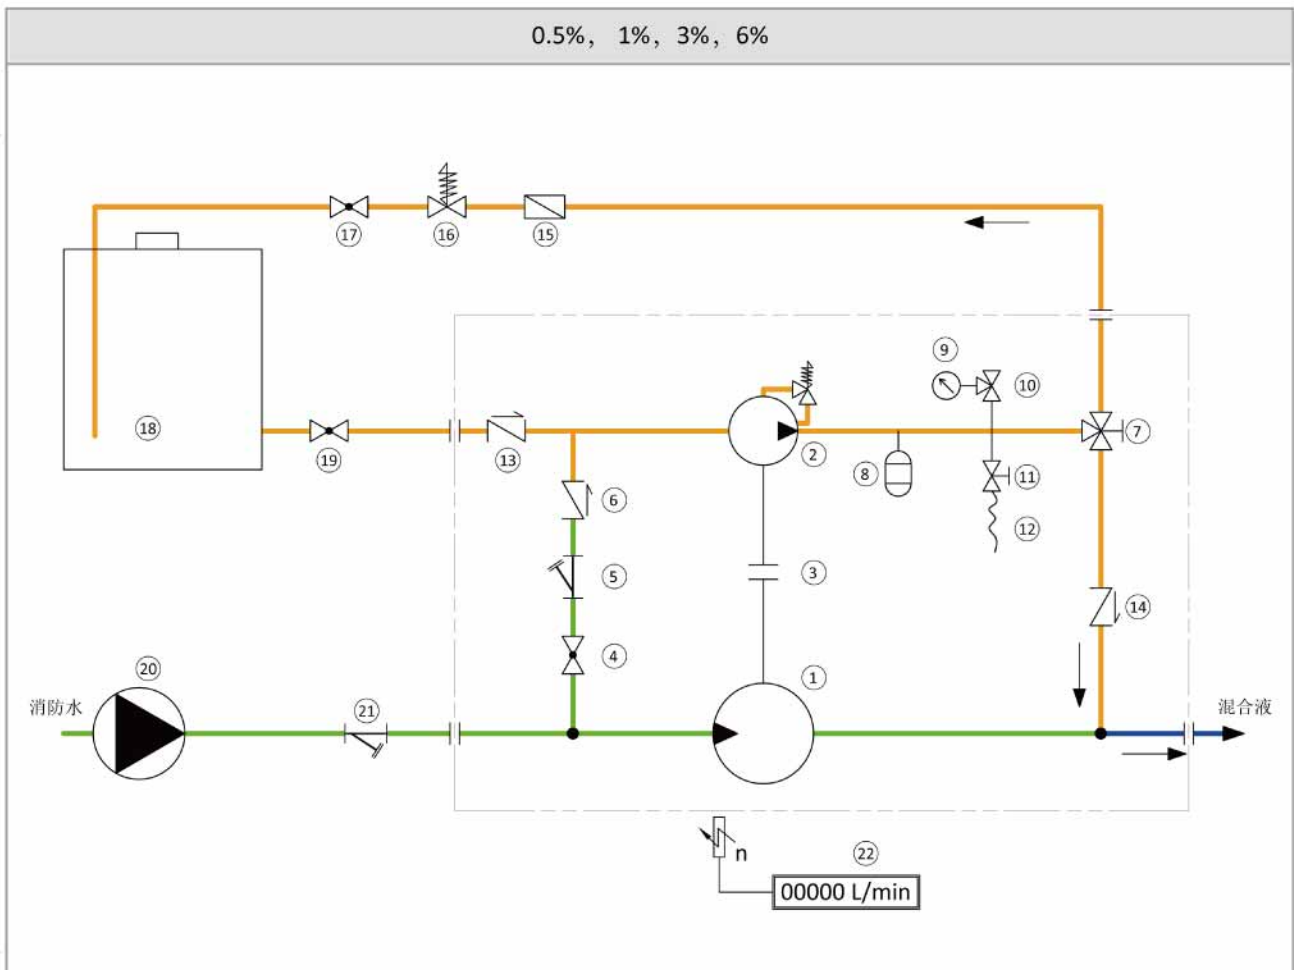 0.5%， 1%，3%，6%
⑰ ⑯ ⑮
⑨ ⑩
⑱ ⑲ ⑬ ② ⑧ ⑦
⑥ ⑪
⑫
⑤ ③
⑭
④
⑳ ①
消防水 ㉑ 混合液
n ㉒
00000 L/min